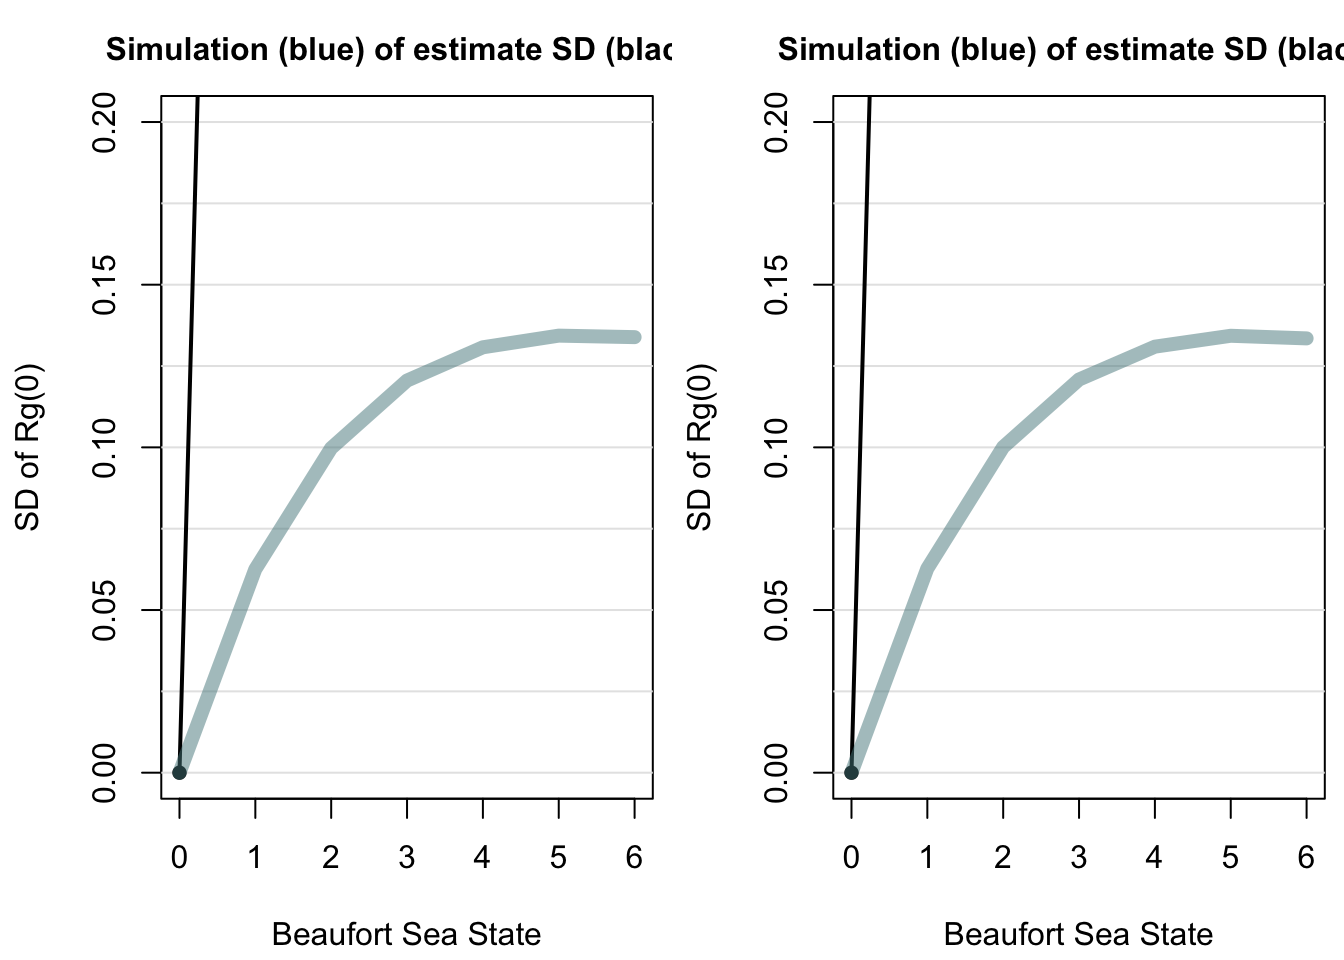 Simulation (blue) of estimate SD (blac
SD of Rg(0)
0.20
0.15
0.10
0.05
0.00
0 1 2 3 4 5 6
Beaufort Sea State
Simulation (blue) of estimate SD (blac
SD of Rg(0)
0.20
0.15
0.10
0.05
0.00
0 1 2 3 4 5 6
Beaufort Sea State